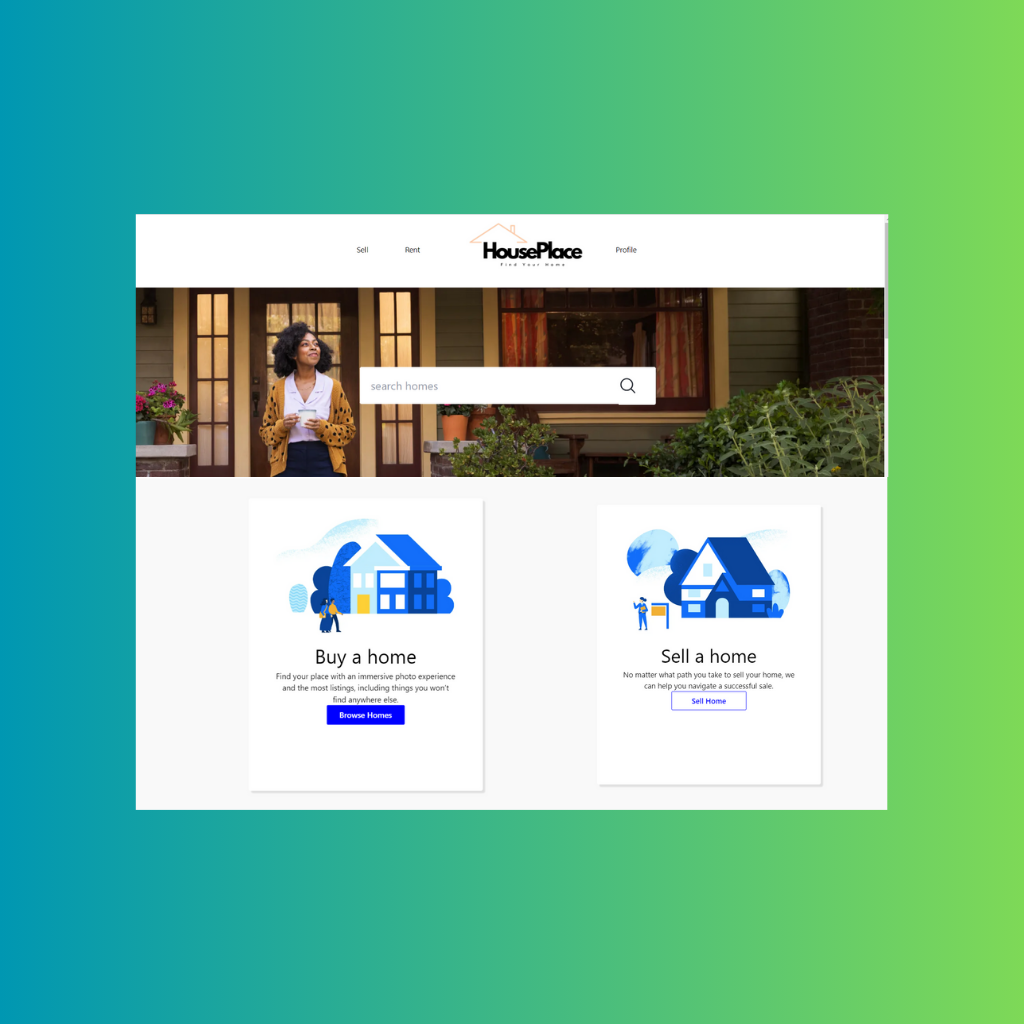 Sell
Rent
HousePlace
Find Your Home
Profile
search homes
Buy a home
Find your place with an immersive photo experience
and the most listings, including things you won't
find anywhere else.
Browse Homes
Sell a home
No matter what path you take to sell your home, we
can help you navigate a successful sale.
Sell Home